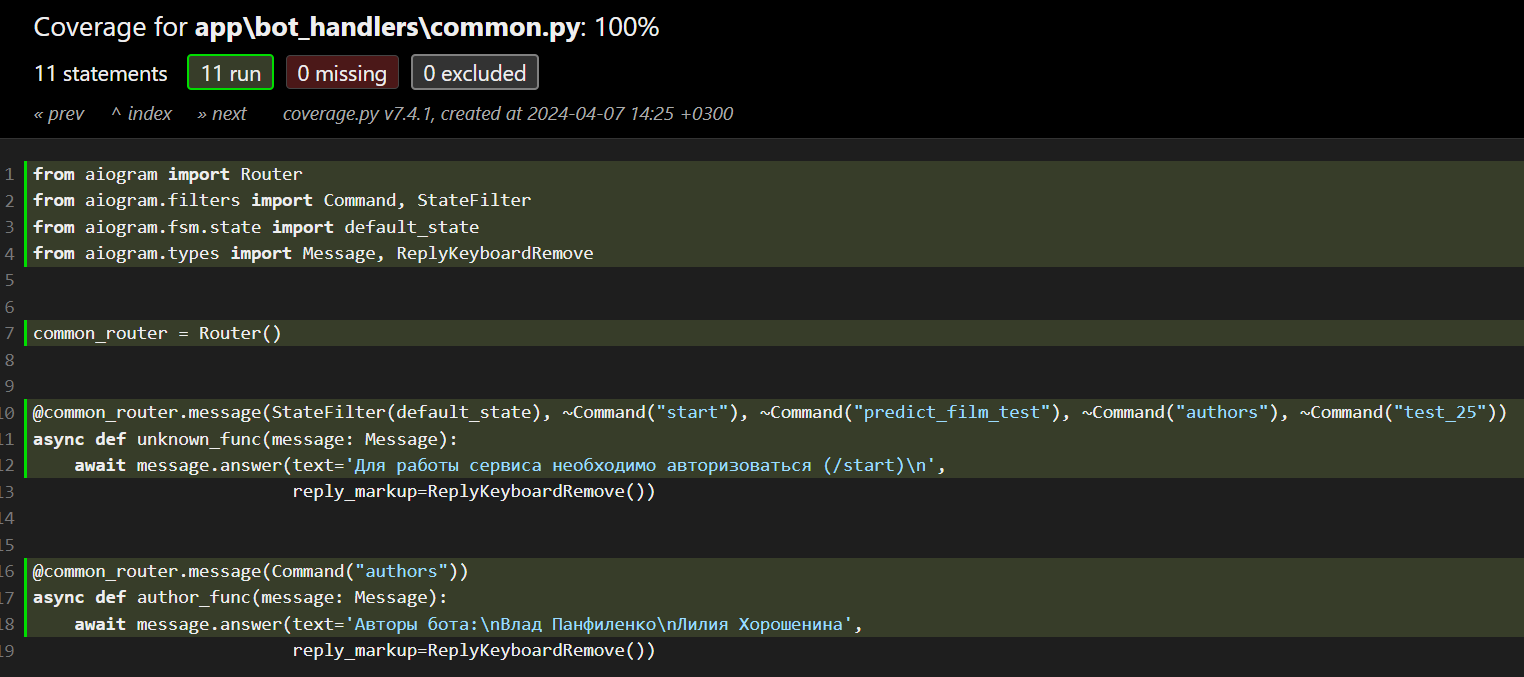 Coverage for app\bot_handlers\common.py: 100%
11 statements 11 run 0 missing 0 excluded
« prev ^ index » next coverage.py v7.4.1, created at 2024-04-07 14:25 +0300
1 from aiogram import Router
2 from aiogram.filters import Command, StateFilter
3 from aiogram.fsm.state import default_state
4 from aiogram.types import Message, ReplyKeyboardRemove
5
6
7 common_router = Router()
8
9
10 @common_router.message(StateFilter(default_state), ~Command("start"), ~Command("predict_film_test"), ~Command("authors"), ~Command("test_25"))
11 async def unknown_func(message: Message):
12     await message.answer(text='Для работы сервиса необходимо авторизоваться (/start)\n',
13                          reply_markup=ReplyKeyboardRemove())
14
15
16 @common_router.message(Command("authors"))
17 async def author_func(message: Message):
18     await message.answer(text='Авторы бота:\nВлад Панфиленко\nЛилия Хорошенина',
19                          reply_markup=ReplyKeyboardRemove())